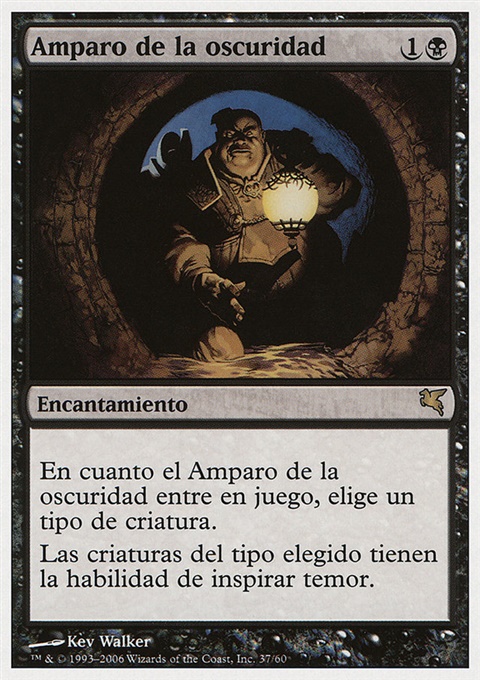 Amparo de la oscuridad 1
Encantamiento
En cuanto el Amparo de la
oscuridad entre en juego, elige un
tipo de criatura.
Las criaturas del tipo elegido tienen
la habilidad de inspirar temor.
Kev Walker
™ & © 1993–2006 Wizards of the Coast, Inc. 37/60